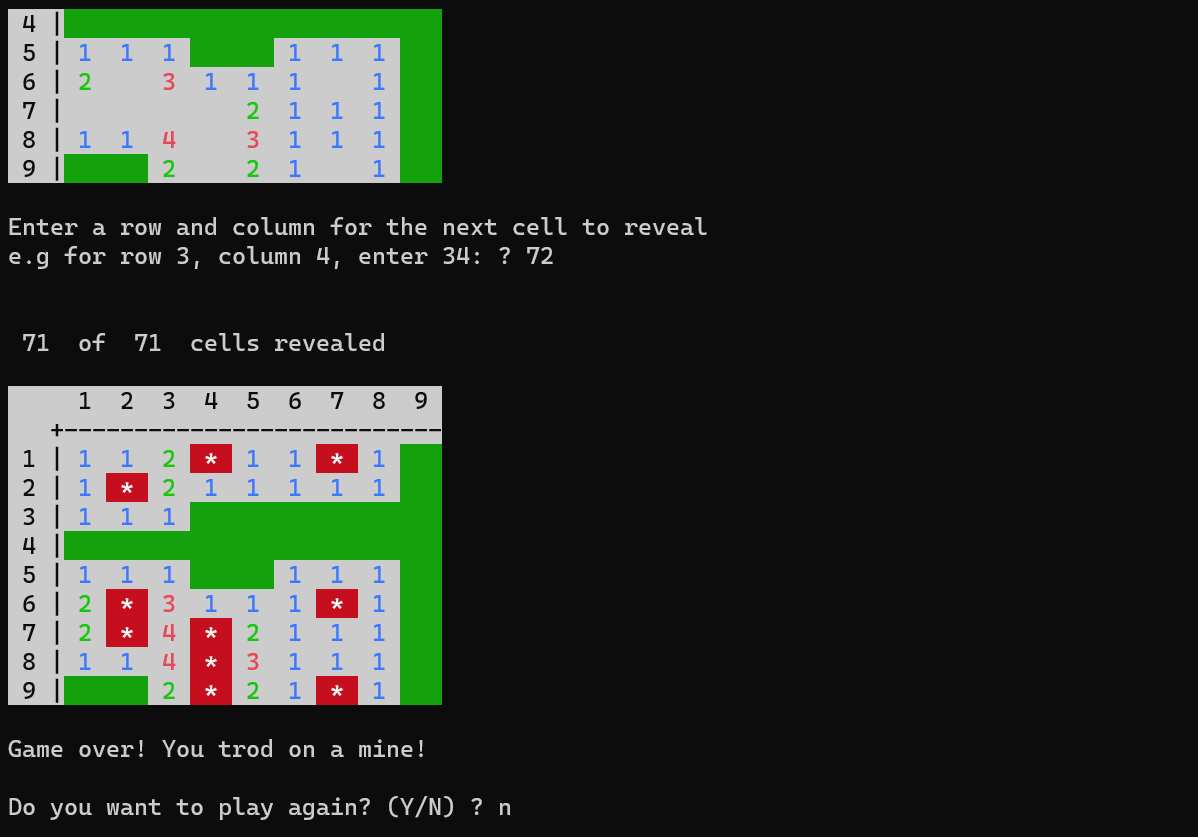 4 |
5 | 1 1 1 1 1 1
6 | 2 3 1 1 1 1
7 | 2 1 1 1
8 | 1 1 4 3 1 1 1
9 | 2 2 1 1
Enter a row and column for the next cell to reveal
e.g for row 3, column 4, enter 34: ? 72
71 of 71 cells revealed
1 2 3 4 5 6 7 8 9
+---------------------------
1 | 1 1 2 * 1 1 * 1
2 | 1 * 2 1 1 1 1 1
3 | 1 1 1
4 |
5 | 1 1 1 1 1 1
6 | 2 * 3 1 1 1 * 1
7 | 2 * 4 * 2 1 1 1
8 | 1 1 4 * 3 1 1 1
9 | 2 * 2 1 * 1
Game over! You trod on a mine!
Do you want to play again? (Y/N) ? n